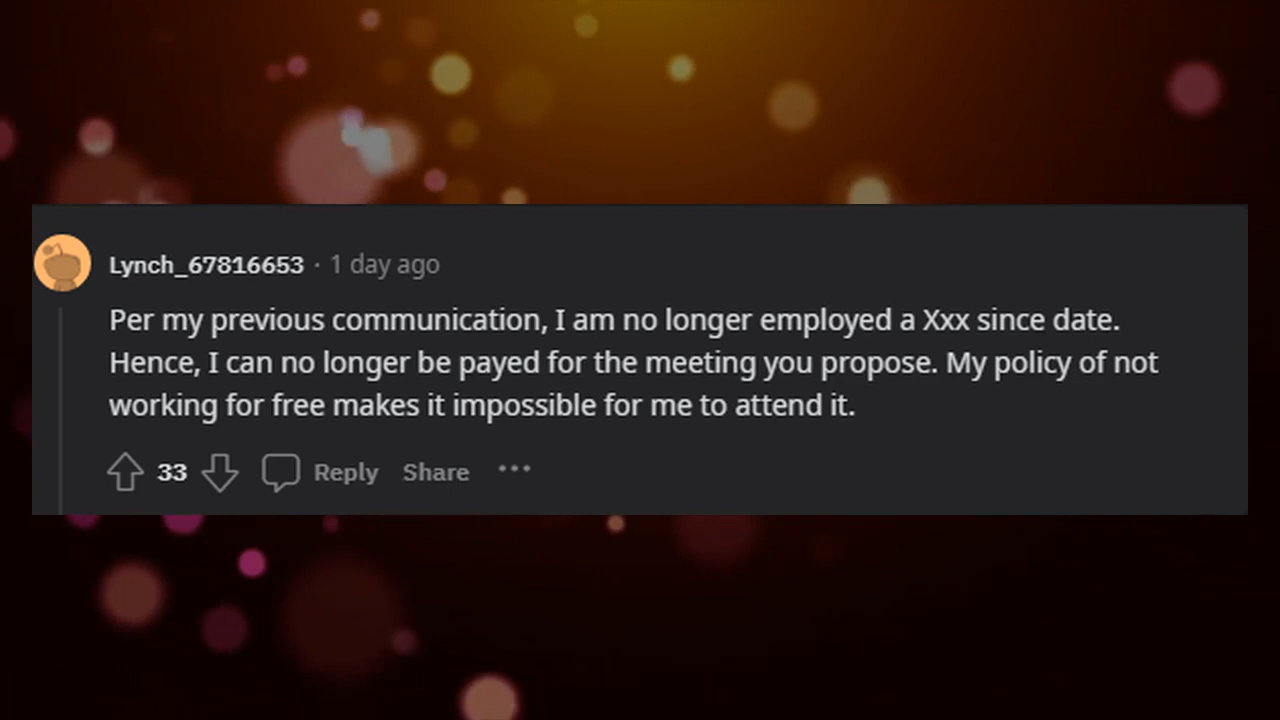 Lynch_67816653 · 1 day ago
Per my previous communication, I am no longer employed a Xxx since date.
Hence, I can no longer be payed for the meeting you propose. My policy of not
working for free makes it impossible for me to attend it.
33 Reply Share ···